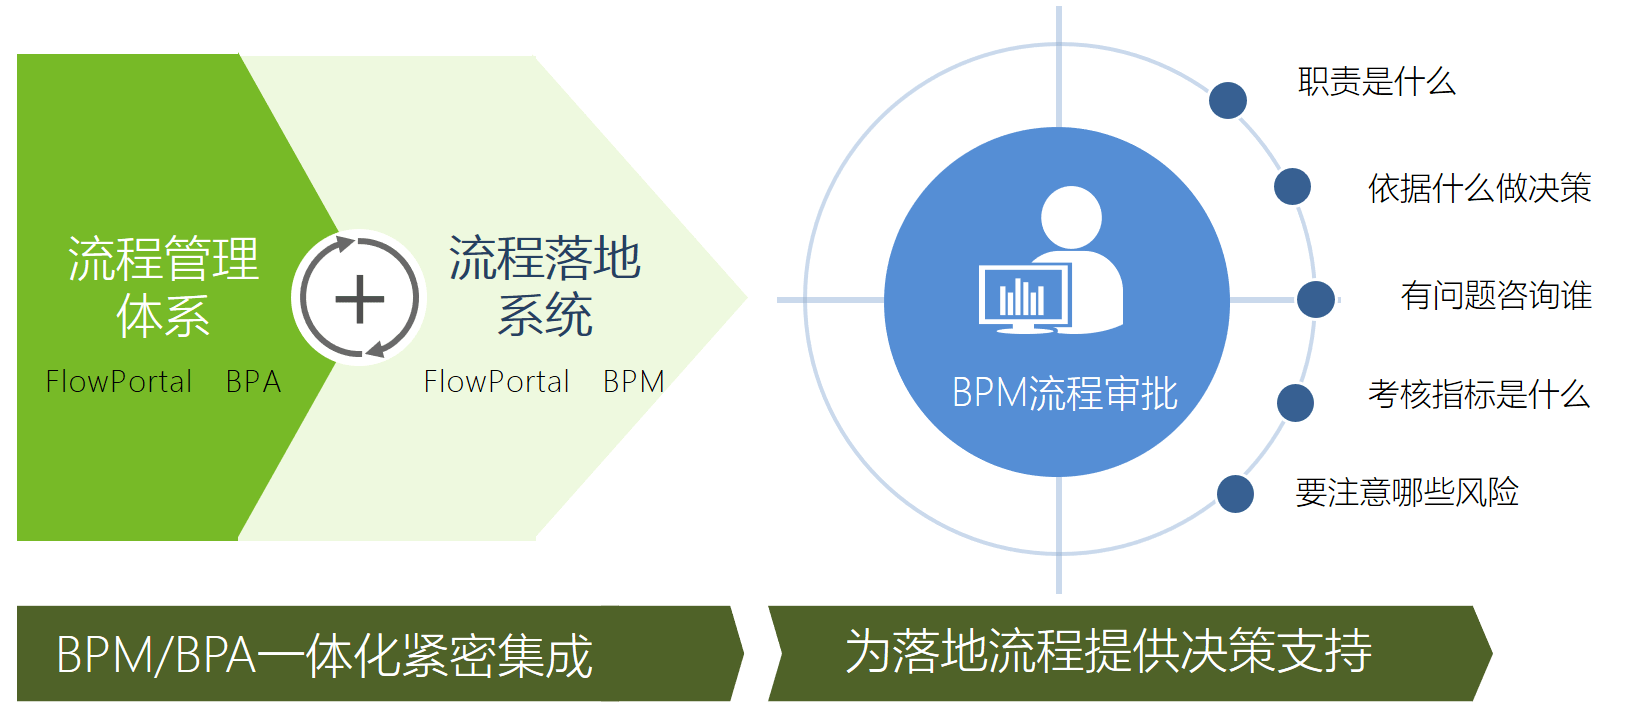 流程管理
体系
FlowPortal BPA
流程落地
系统
FlowPortal BPM
BPM流程审批
职责是什么
依据什么做决策
有问题咨询谁
考核指标是什么
要注意哪些风险
BPM/BPA一体化紧密集成
为落地流程提供决策支持